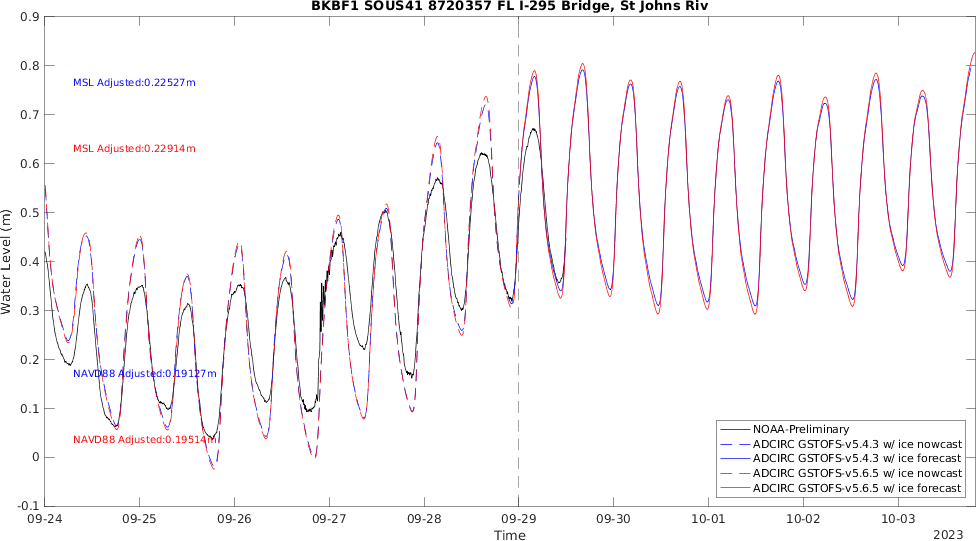 BKBF1 SOUS41 8720357 FL I-295 Bridge, St Johns Riv
0.9
0.8
0.7
0.6
0.5
0.4
0.3
0.2
0.1
0
-0.1
Water Level (m)
MSL Adjusted:0.22527m
MSL Adjusted:0.22914m
NAVD88 Adjusted:0.19127m
NAVD88 Adjusted:0.19514m
NOAA-Preliminary
ADCIRC GSTOFS-v5.4.3 w/ ice nowcast
ADCIRC GSTOFS-v5.4.3 w/ ice forecast
ADCIRC GSTOFS-v5.6.5 w/ ice nowcast
ADCIRC GSTOFS-v5.6.5 w/ ice forecast
09-24 09-25 09-26 09-27 09-28 09-29 09-30 10-01 10-02 10-03
Time
2023